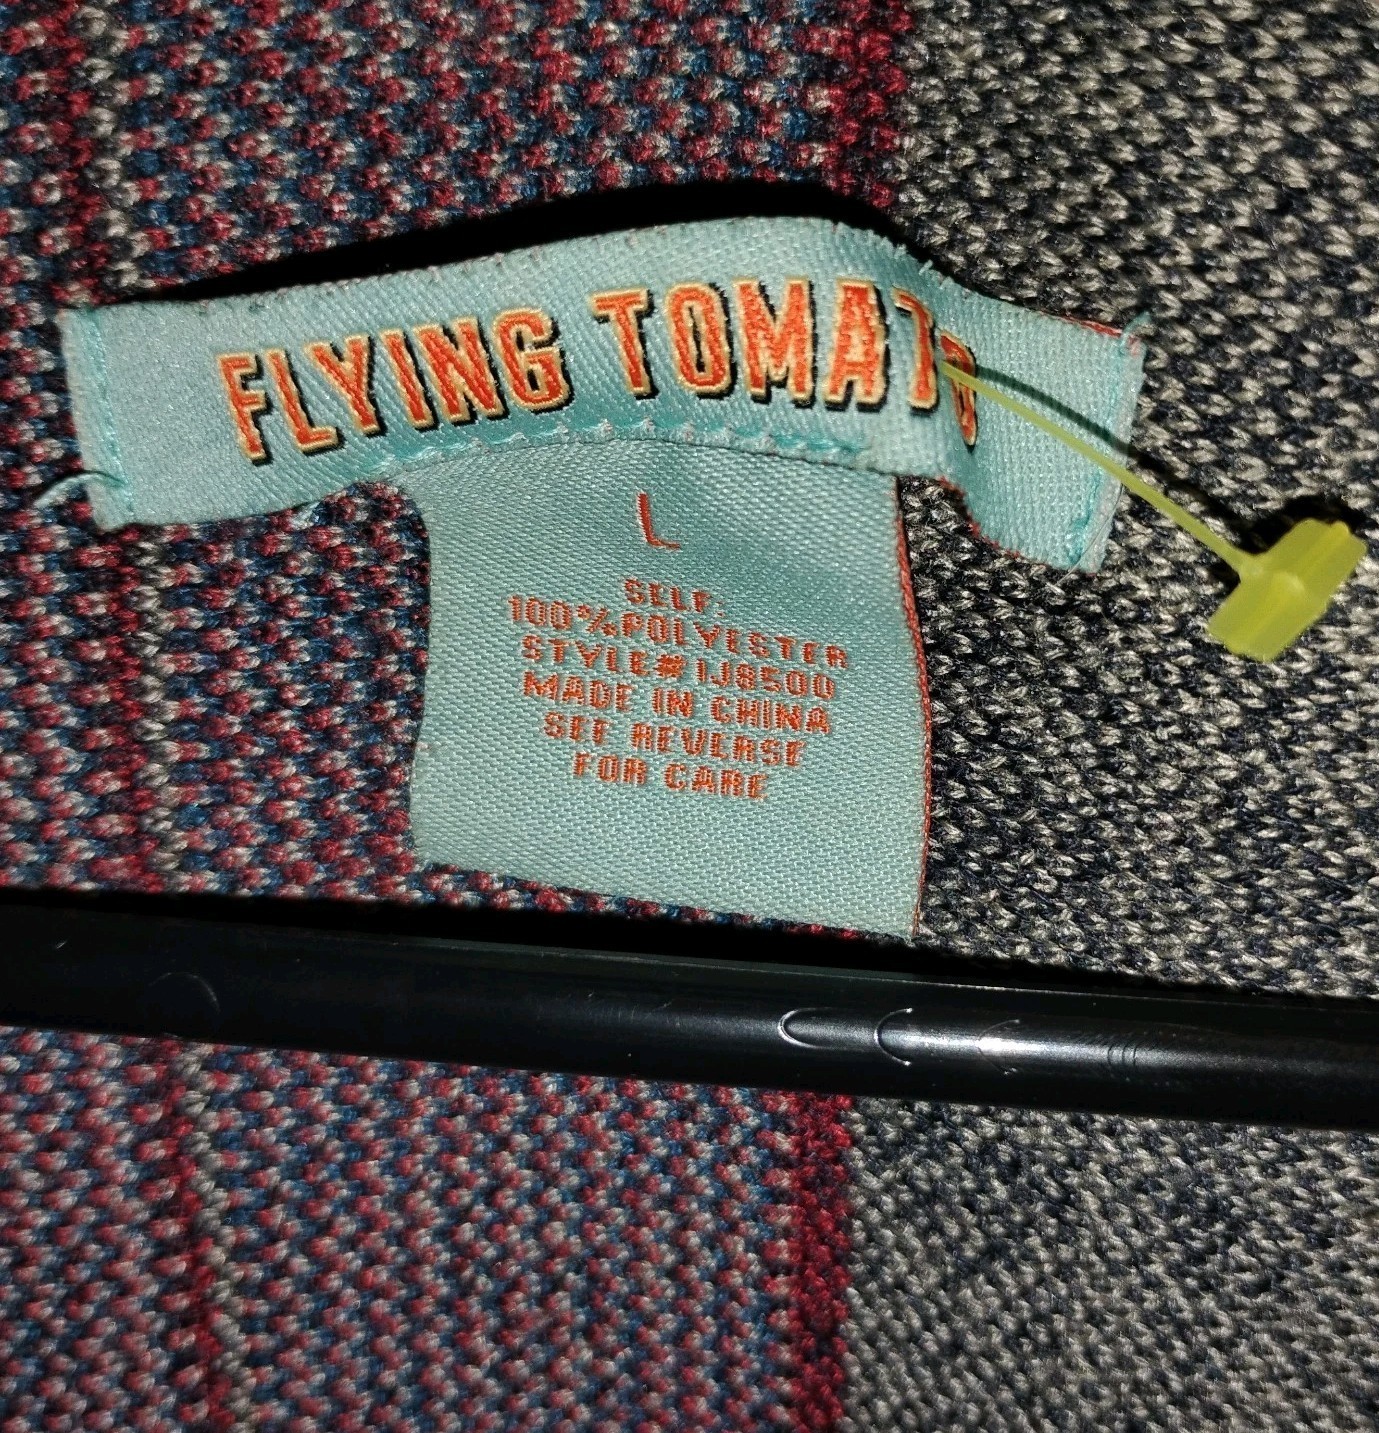 FLYING TOMATO
L
SELF:
100%POLYESTER
STYLE#IJ8500
MADE IN CHINA
SEE REVERSE
FOR CARE